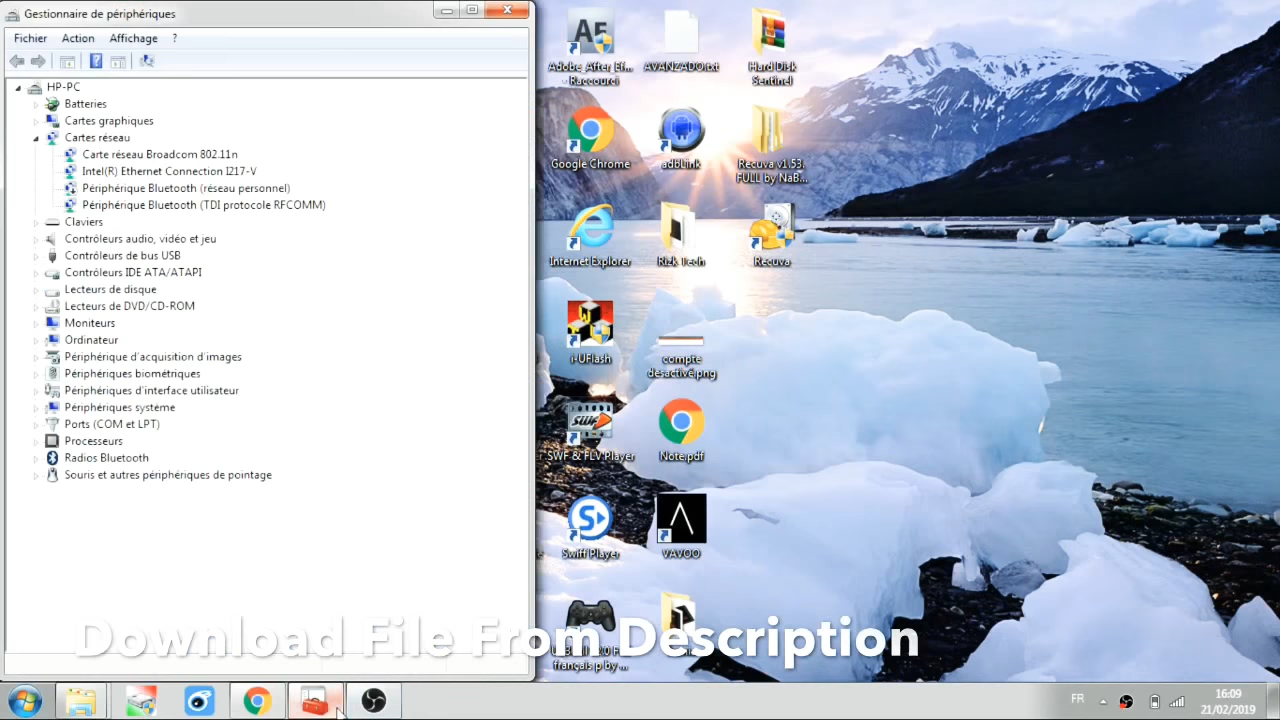 Gestionnaire de périphériques
Fichier Action Affichage ?
HP-PC
Batteries
Cartes graphiques
Cartes réseau
Carte réseau Broadcom 802.11n
Intel(R) Ethernet Connection I217-V
Périphérique Bluetooth (réseau personnel)
Périphérique Bluetooth (TDI protocole RFCOMM)
Claviers
Contrôleurs audio, vidéo et jeu
Contrôleurs de bus USB
Contrôleurs IDE ATA/ATAPI
Lecteurs de disque
Lecteurs de DVD/CD-ROM
Moniteurs
Ordinateur
Périphérique d'acquisition d'images
Périphériques biométriques
Périphériques d'interface utilisateur
Périphériques système
Ports (COM et LPT)
Processeurs
Radios Bluetooth
Souris et autres périphériques de pointage
A5
Adobe_After_Ef...
- Raccourci
AVANZADO.txt
Hard Disk
Sentinel
Google Chrome
adbLink
Recuva v1.53
FULL by NaB...
Internet Explorer
Rizk Tech
Recuva
i-UFlash
compte
desactivé.png
SWF
SWF & FLV Player
Note.pdf
Swiff Player
VAVOO
français p by ...
Download File From Description
FR
16:09
21/02/2019